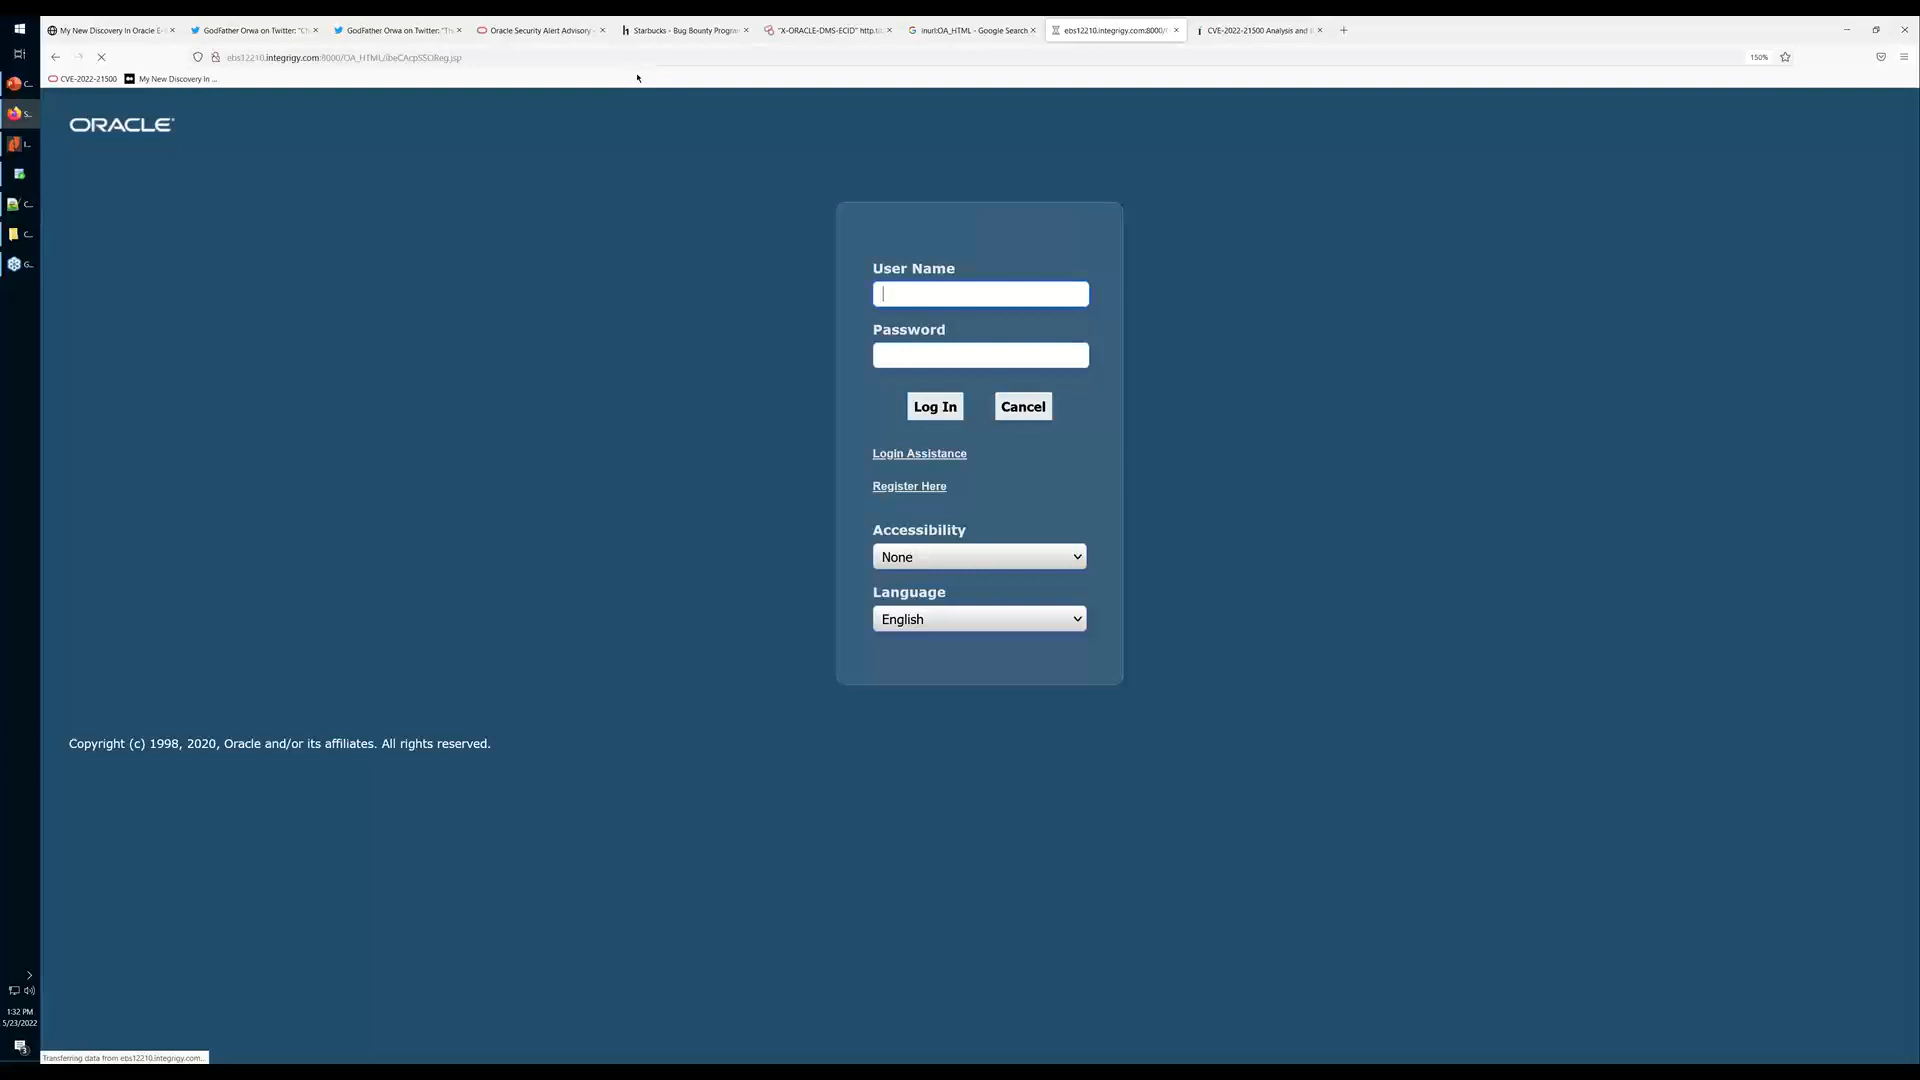 My New Discovery In Oracle E-
GodFather Orwa on Twitter: "
GodFather Orwa on Twitter: "Th
Oracle Security Alert Advisory -
Starbucks - Bug Bounty Program
"X-ORACLE-DMS-ECID" http.ti
inurl:OA_HTML - Google Search
ebs12210.integrigy.com:8000/
CVE-2022-21500 Analysis and
ebs12210.integrigy.com:8000/OA_HTML/ibeCAcpSSOReg.jsp
150%
CVE-2022-21500
My New Discovery In ...
ORACLE
User Name
Password
Log In
Cancel
Login Assistance
Register Here
Accessibility
None
Language
English
Copyright (c) 1998, 2020, Oracle and/or its affiliates. All rights reserved.
C...
S...
I...
C...
C...
G...
1:32 PM
5/23/2022
3
Transferring data from ebs12210.integrigy.com...